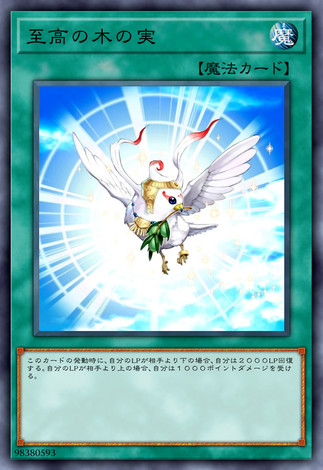 至高の木の実
魔
【魔法カード】
このカードの発動時に、自分のLPが相手より下の場合、自分は２０００LP回復
する。自分のLPが相手より上の場合、自分は１０００ポイントダメージを受け
る。
98380593